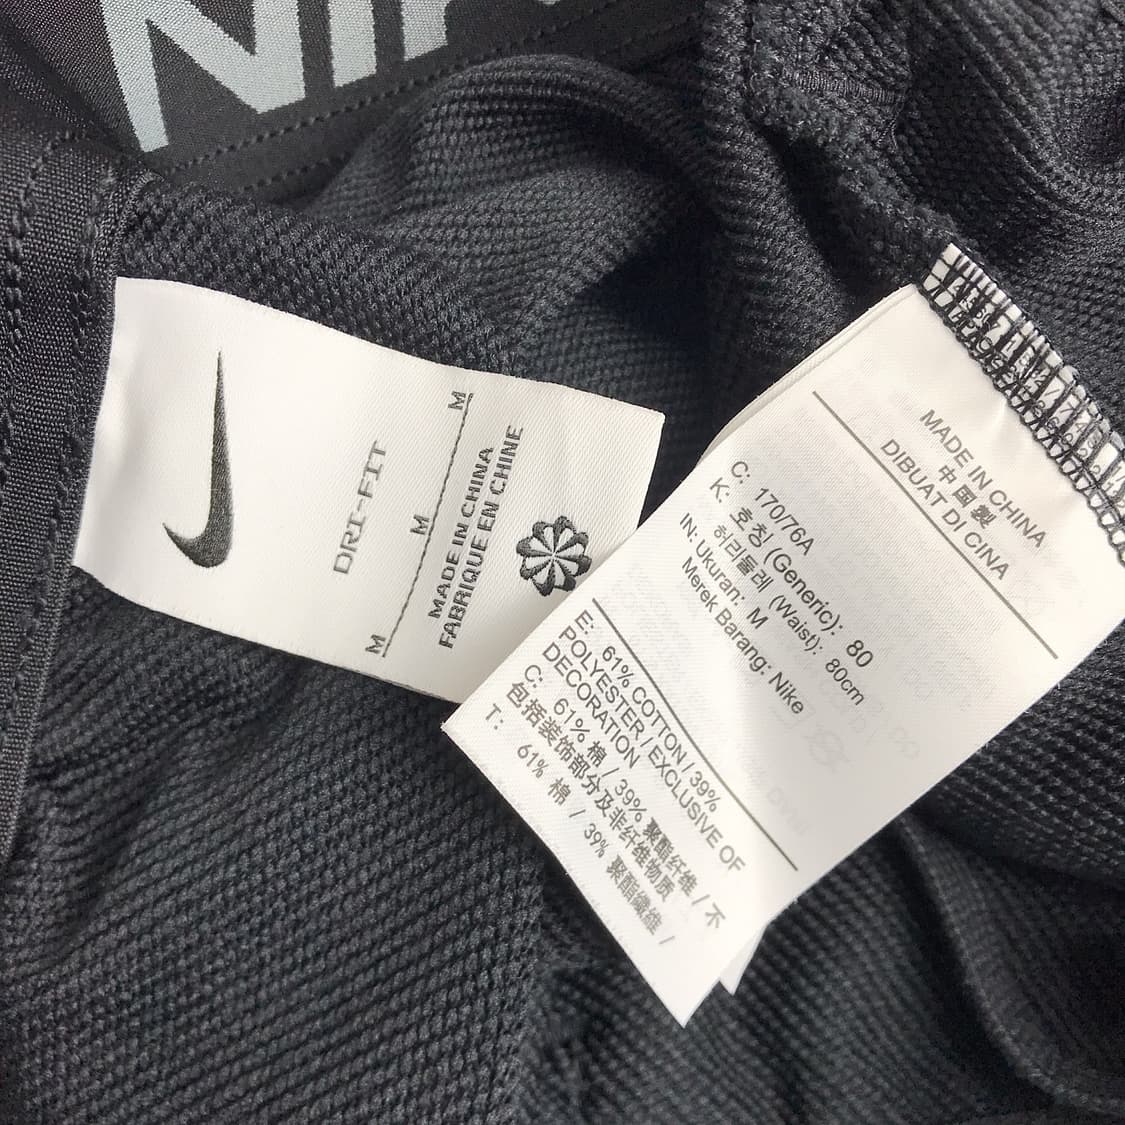 NIK
DRI-FIT
M
M
M
MADE IN CHINA
FABRIQUE EN CHINE
MADE IN CHINA
中国製
DIBUAT DI CINA
C: 170/76A
K: 호칭 (Generic): 80
허리둘레 (Waist): 80cm
IN: Ukuran: M
Merek Barang: Nike
E: 61% COTTON / 39%
POLYESTER / EXCLUSIVE OF
DECORATION
C: 61% 棉 / 39% 聚酯纤维 / 不
包括装饰部分及非纤维物质
T: 61% 棉 / 39% 聚酯纖維 /